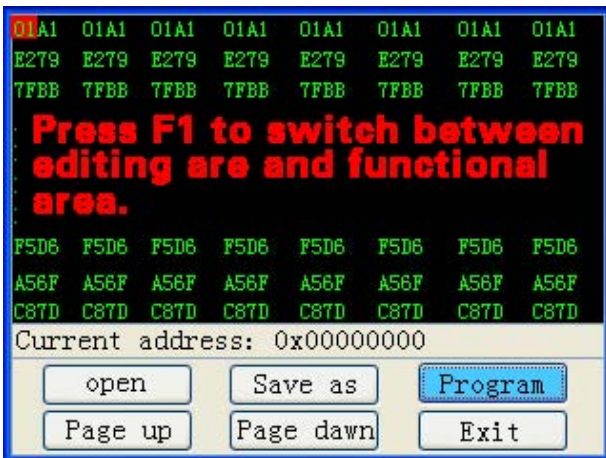 01A1 01A1 01A1 01A1 01A1 01A1 01A1 01A1
E279 E279 E279 E279 E279 E279 E279 E279
7FBB 7FBB 7FBB 7FBB 7FBB 7FBB 7FBB 7FBB
Press F1 to switch between
editing are and functional
area.
F5D6 F5D6 F5D6 F5D6 F5D6 F5D6 F5D6 F5D6
A56F A56F A56F A56F A56F A56F A56F A56F
C87D C87D C87D C87D C87D C87D C87D C87D
Current address: 0x00000000
open Save as Program
Page up Page dawn Exit